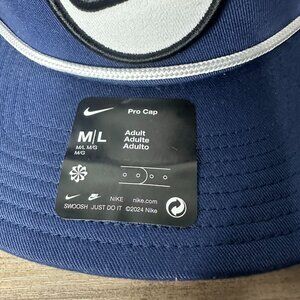 Pro Cap
M|L
M/L M/G
M/G
Adult
Adulte
Adulto
NIKE Nike.com
SWOOSH JUST DO IT ©2024 Nike